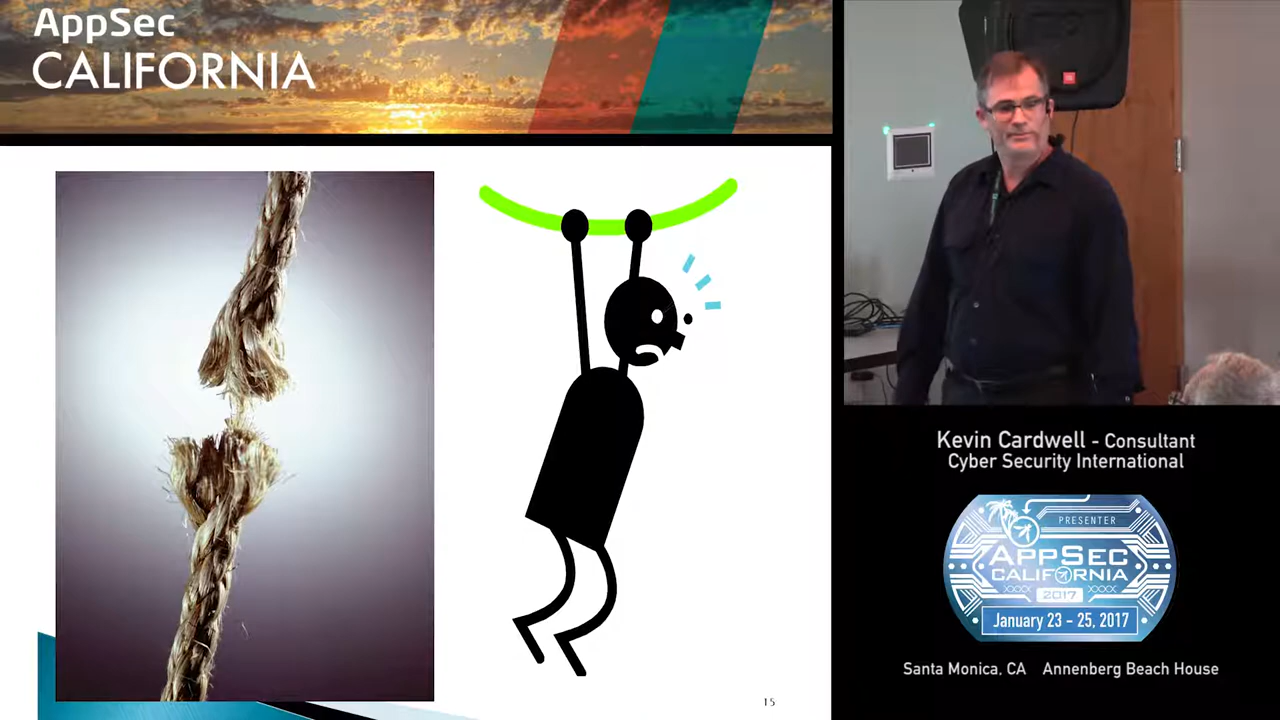 AppSec
CALIFORNIA
15
Kevin Cardwell - Consultant
Cyber Security International
PRESENTER
APPSEC
CALIFORNIA
2017
January 23 - 25, 2017
Santa Monica, CA Annenberg Beach House